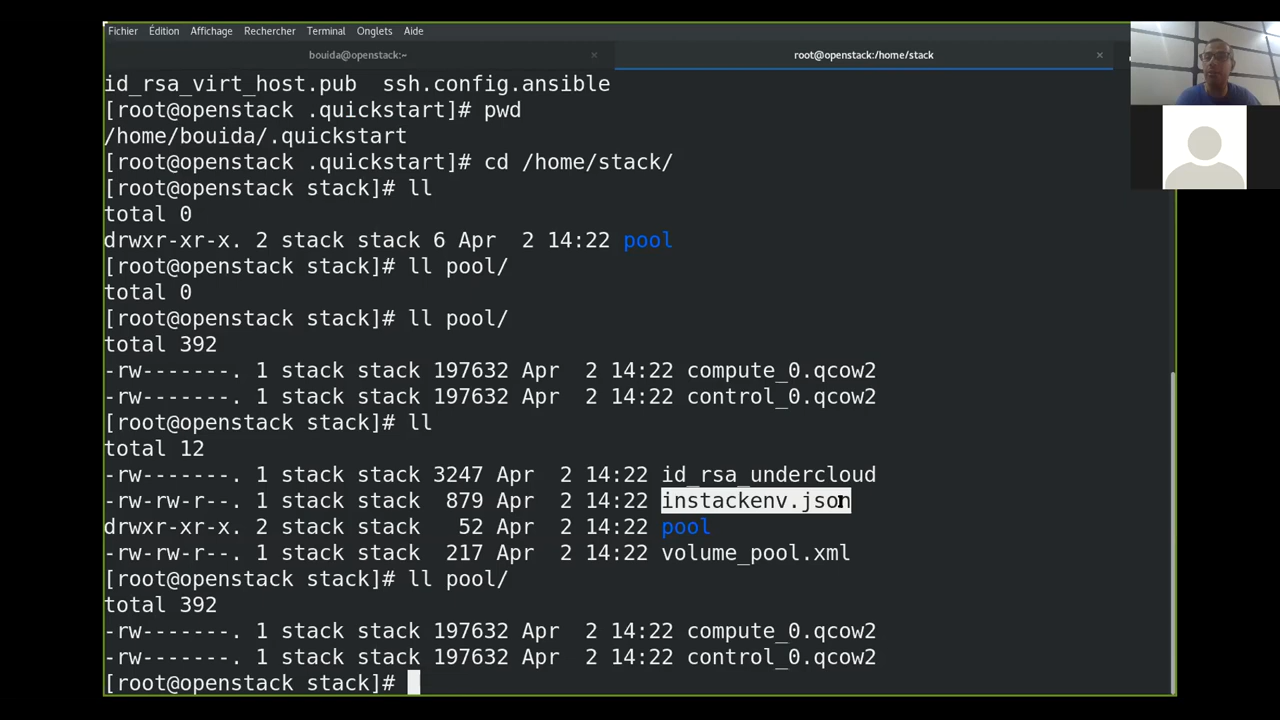 Fichier Édition Affichage Rechercher Terminal Onglets Aide
bouida@openstack:~ × root@openstack:/home/stack ×
id_rsa_virt_host.pub  ssh.config.ansible
[root@openstack .quickstart]# pwd
/home/bouida/.quickstart
[root@openstack .quickstart]# cd /home/stack/
[root@openstack stack]# ll
total 0
drwxr-xr-x. 2 stack stack 6 Apr  2 14:22 pool
[root@openstack stack]# ll pool/
total 0
[root@openstack stack]# ll pool/
total 392
-rw-------. 1 stack stack 197632 Apr  2 14:22 compute_0.qcow2
-rw-------. 1 stack stack 197632 Apr  2 14:22 control_0.qcow2
[root@openstack stack]# ll
total 12
-rw-------. 1 stack stack 3247 Apr  2 14:22 id_rsa_undercloud
-rw-rw-r--. 1 stack stack  879 Apr  2 14:22 instackenv.json
drwxr-xr-x. 2 stack stack   52 Apr  2 14:22 pool
-rw-rw-r--. 1 stack stack  217 Apr  2 14:22 volume_pool.xml
[root@openstack stack]# ll pool/
total 392
-rw-------. 1 stack stack 197632 Apr  2 14:22 compute_0.qcow2
-rw-------. 1 stack stack 197632 Apr  2 14:22 control_0.qcow2
[root@openstack stack]#